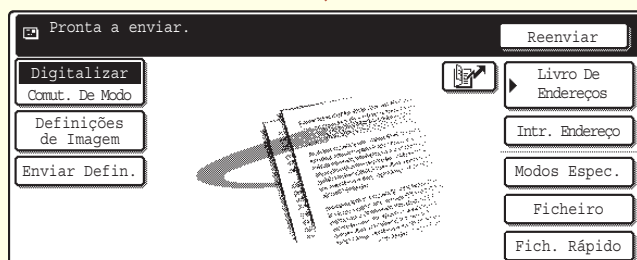 Pronta a enviar.
Reenviar
Digitalizar
Comut. De Modo
Definições
de Imagem
Enviar Defin.
Livro De
Endereços
Intr. Endereço
Modos Espec.
Ficheiro
Fich. Rápido